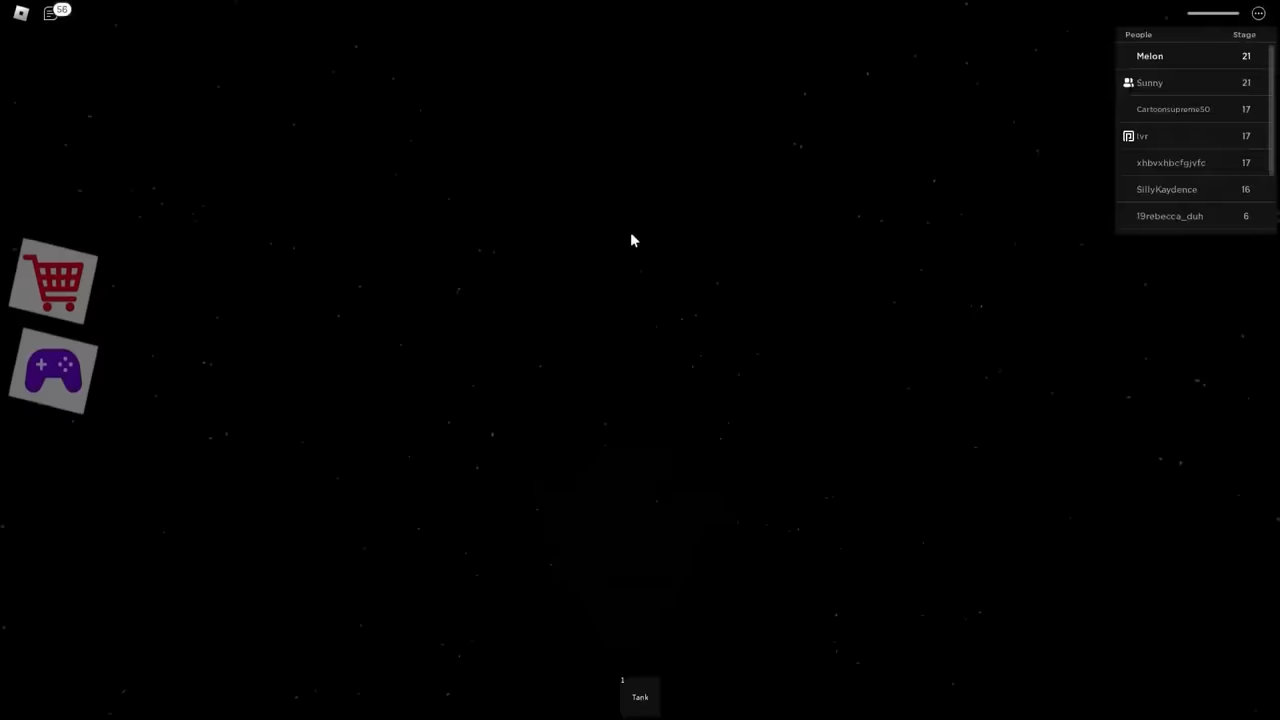 56
People Stage
Melon 21
Sunny 21
Cartoonsupreme50 17
lvr 17
xhbvxhbcfgjvfc 17
SillyKaydence 16
19rebecca_duh 6
1
Tank